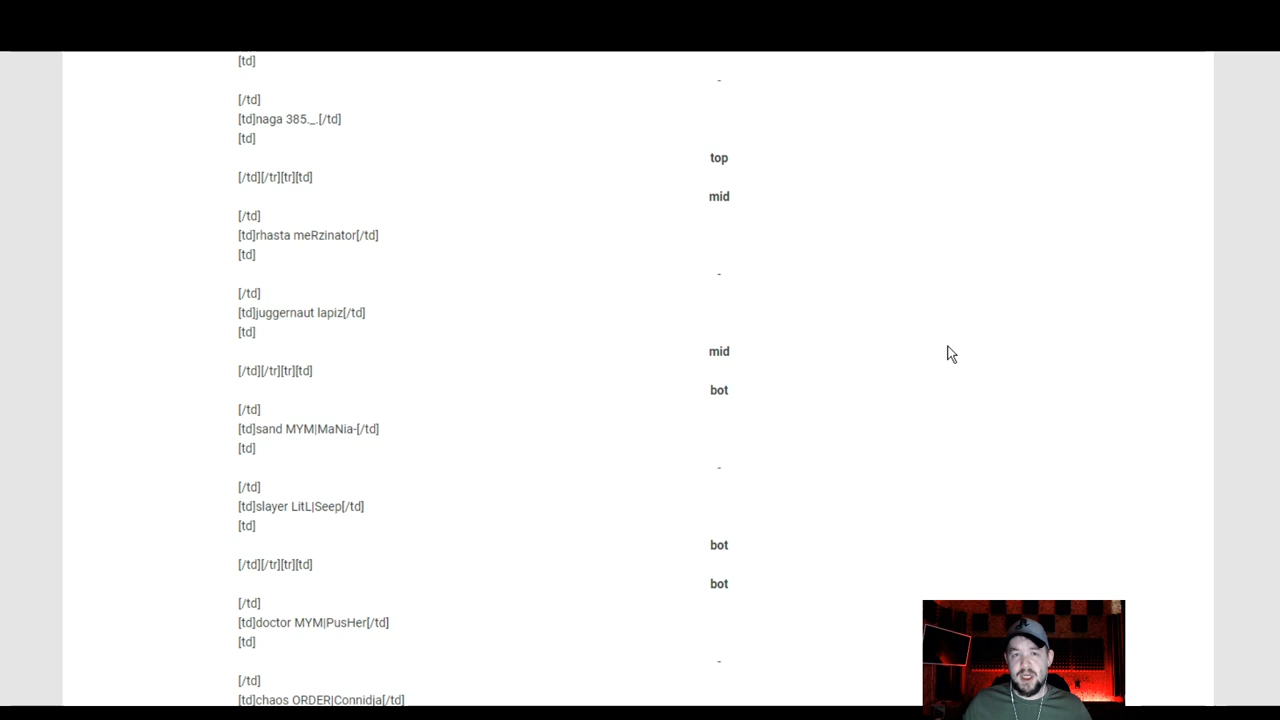 [td]
-
[/td]
[td]naga 385._.[/td]
[td]
top
[/td][/tr][tr][td]
mid
[/td]
[td]rhasta meRzinator[/td]
[td]
-
[/td]
[td]juggernaut lapiz[/td]
[td]
mid
[/td][/tr][tr][td]
bot
[/td]
[td]sand MYM|MaNia-[/td]
[td]
-
[/td]
[td]slayer LitL|Seep[/td]
[td]
bot
[/td][/tr][tr][td]
bot
[/td]
[td]doctor MYM|PusHer[/td]
[td]
-
[/td]
[td]chaos ORDER|Connidja[/td]